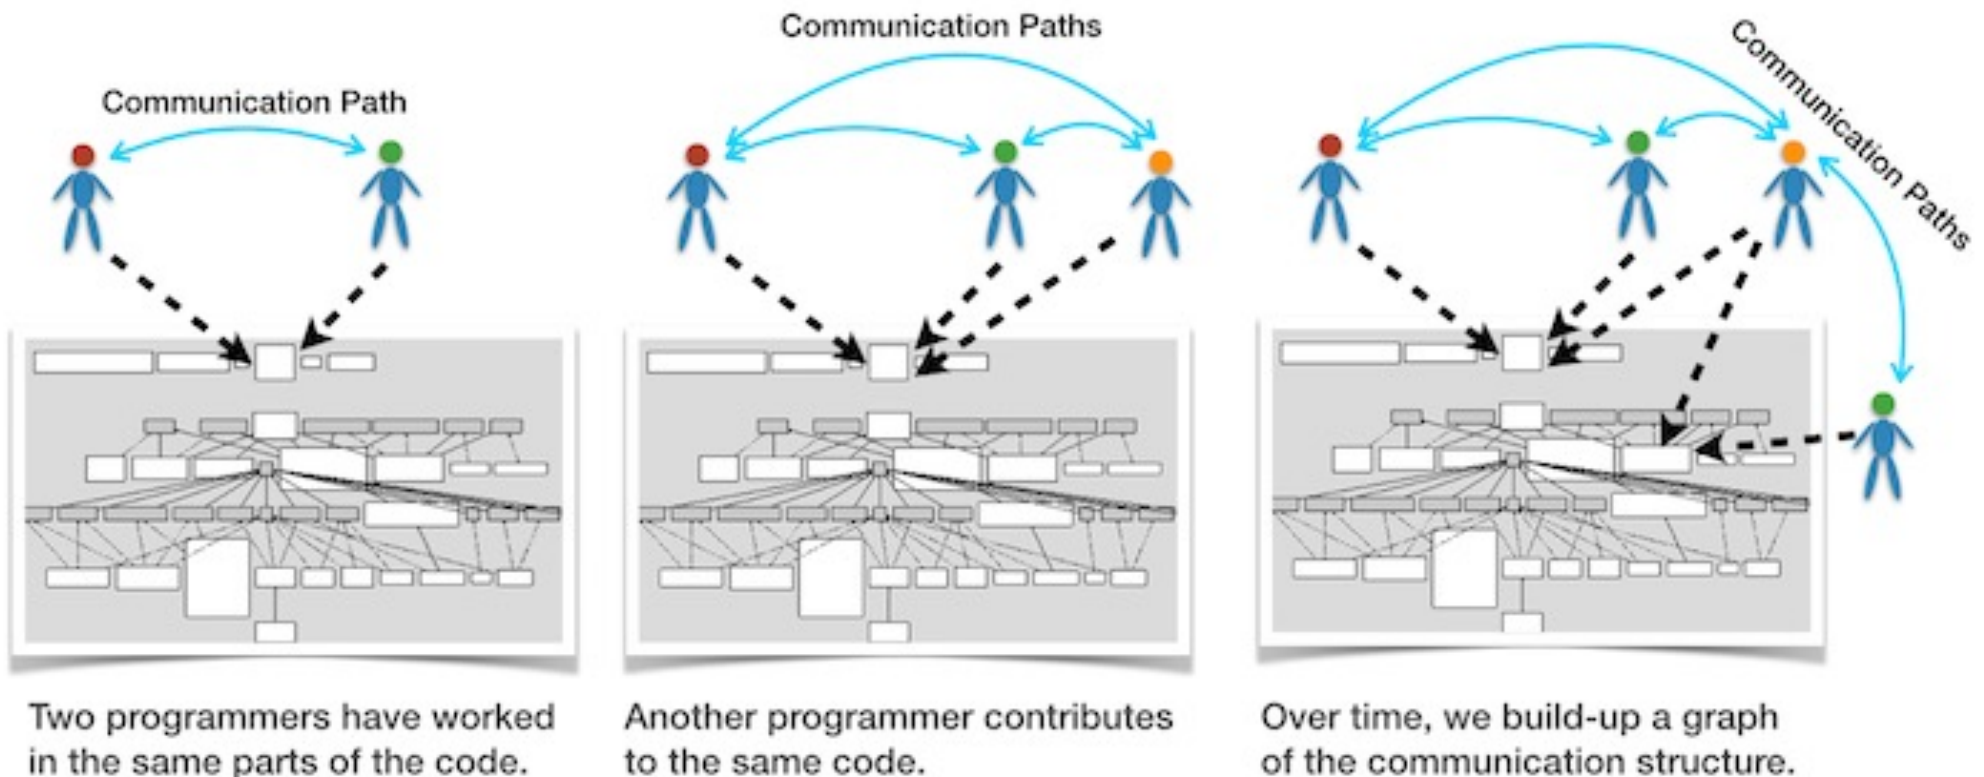 Communication Path
Two programmers have worked
in the same parts of the code.
Communication Paths
Another programmer contributes
to the same code.
Communication Paths
Over time, we build-up a graph
of the communication structure.